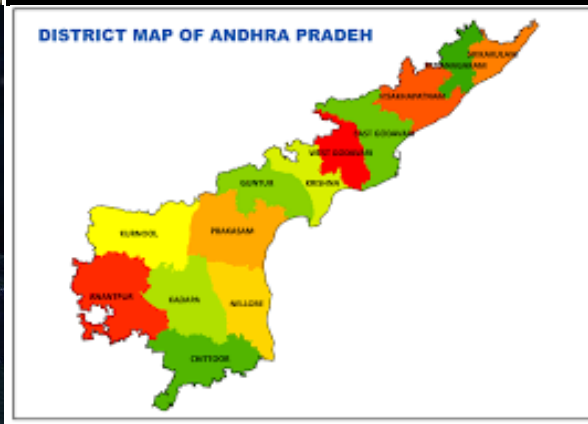 DISTRICT MAP OF ANDHRA PRADEH
SRIKAKULAM
VIZIANAGARAM
VISAKHAPATNAM
EAST GODAVARI
WEST GODAVARI
KRISHNA
GUNTUR
KURNOOL
PRAKASAM
ANANTPUR
KADAPA
NELLORE
CHITTOOR